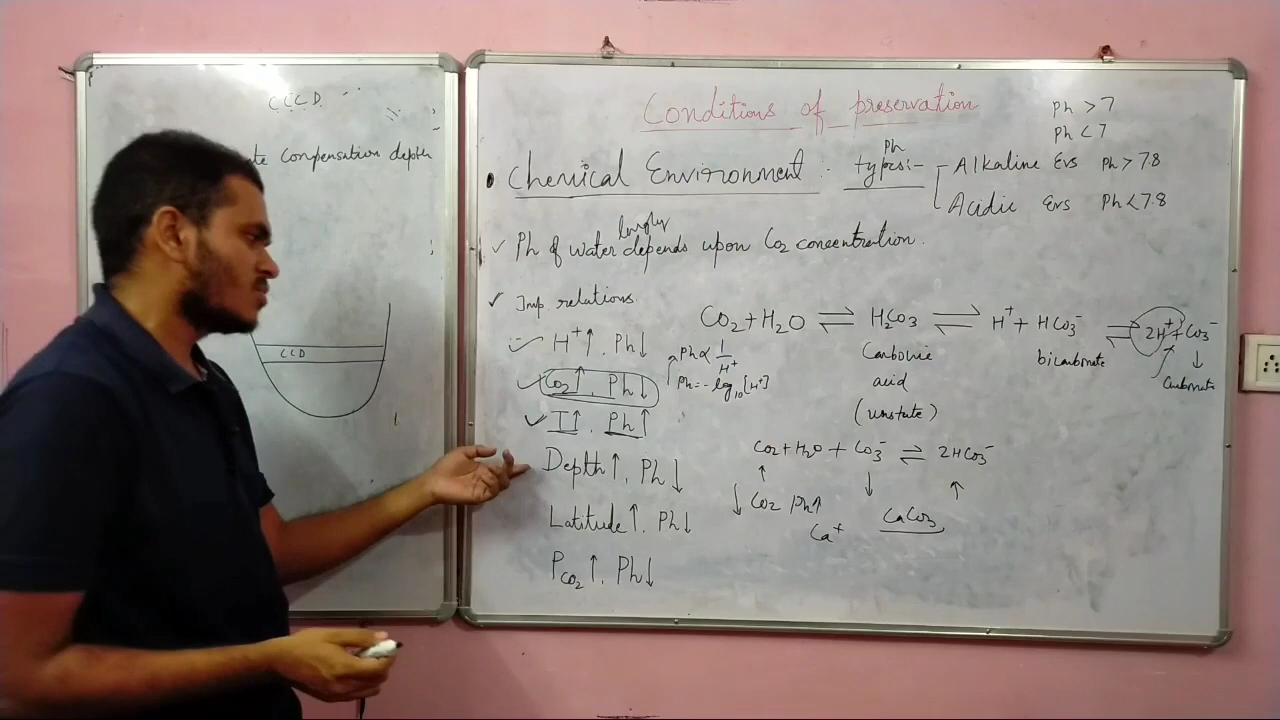 CCCD
te compensation depth
CCD
Conditions of preservation
Ph > 7
Ph < 7
• Chemical Environment :- Ph types:-
Alkaline Evs Ph > 7.8
Acidic Evs Ph < 7.8
✓ Ph of water largly depends upon Co2 concentration.
✓ Imp. relations
H⁺↑, Ph↓
Co2↑, Ph↓
T↑, Ph↑
Depth↑, Ph↓
Latitude↑, Ph↓
PCO2↑, Ph↓
Ph ∝ 1/H⁺
Ph = -log10[H⁺]
CO2 + H2O ⇌ H2Co3 ⇌ H⁺ + HCo3⁻ ⇌ 2H⁺ + Co3⁻
Carbonic acid
bicarbonate
Carbonate
Co2 + H2O + Co3⁻ ⇌ 2HCo3⁻
↓ Co2 Ph↑
Ca⁺
CaCo3